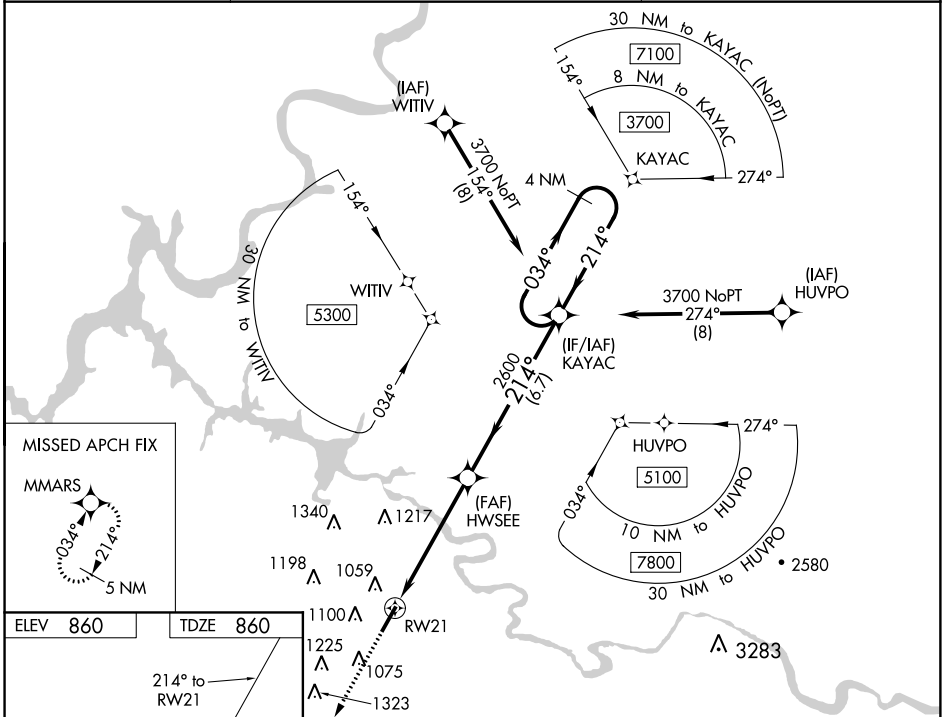 30 NM to KAYAC (NoPT)
7100
154°
8 NM to KAYAC
3700
KAYAC
274°
(IAF)
WITIV
3700 NoPT
154°
(8)
4 NM
034°
214°
154°
30 NM to WITIV
WITIV
5300
034°
(IAF)
HUVPO
3700 NoPT
274°
(8)
(IF/IAF)
KAYAC
2600
214°
(6.7)
274°
HUVPO
5100
034°
10 NM to HUVPO
7800
30 NM to HUVPO
2580
MISSED APCH FIX
MMARS
034°
214°
5 NM
(FAF)
HWSEE
1340
1217
1198
1059
1100
RW21
1225
1075
1323
3283
ELEV 860
TDZE 860
214° to
RW21